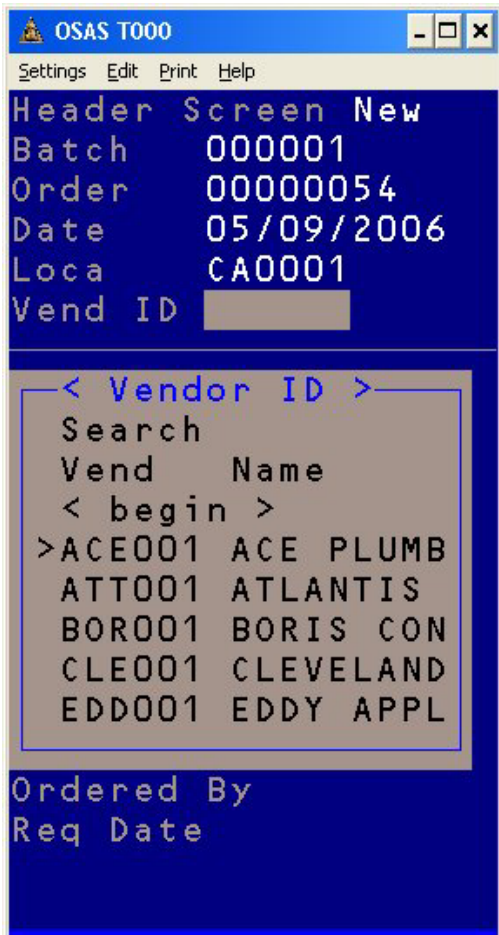 OSAS T000
Settings Edit Print Help
Header Screen New
Batch 000001
Order 00000054
Date 05/09/2006
Loca CA0001
Vend ID
< Vendor ID >
Search
Vend Name
< begin >
>ACE001 ACE PLUMB
ATT001 ATLANTIS
BOR001 BORIS CON
CLE001 CLEVELAND
EDD001 EDDY APPL
Ordered By
Req Date